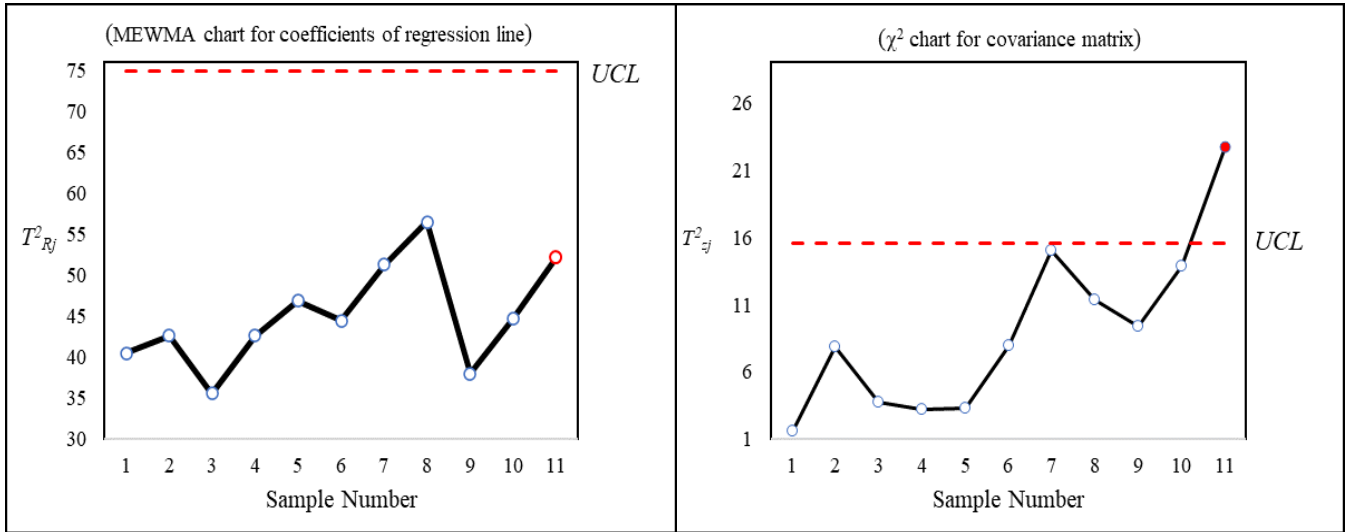 (MEWMA chart for coefficients of regression line)
75
70
65
60
55
50
45
40
35
30
T²Rj
UCL
1 2 3 4 5 6 7 8 9 10 11
Sample Number
(χ² chart for covariance matrix)
26
21
16
11
6
1
T²zj
UCL
1 2 3 4 5 6 7 8 9 10 11
Sample Number